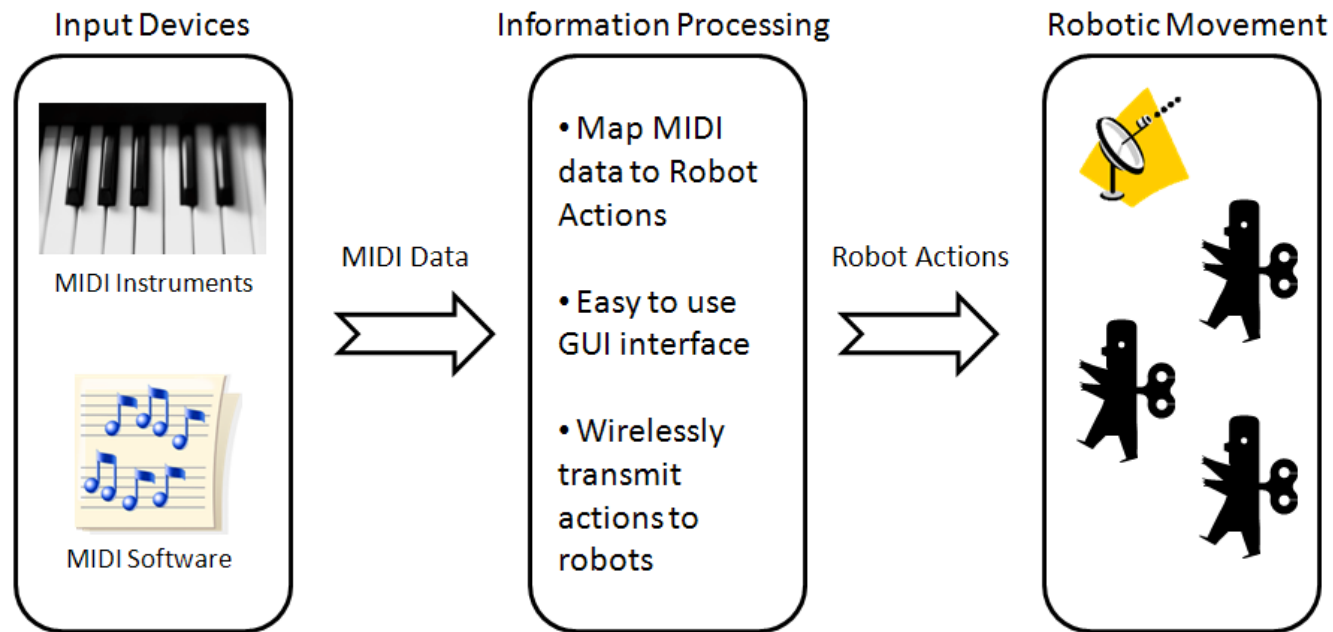 Input Devices
MIDI Instruments
MIDI Software
MIDI Data
Information Processing
• Map MIDI
data to Robot
Actions
• Easy to use
GUI interface
• Wirelessly
transmit
actions to
robots
Robot Actions
Robotic Movement